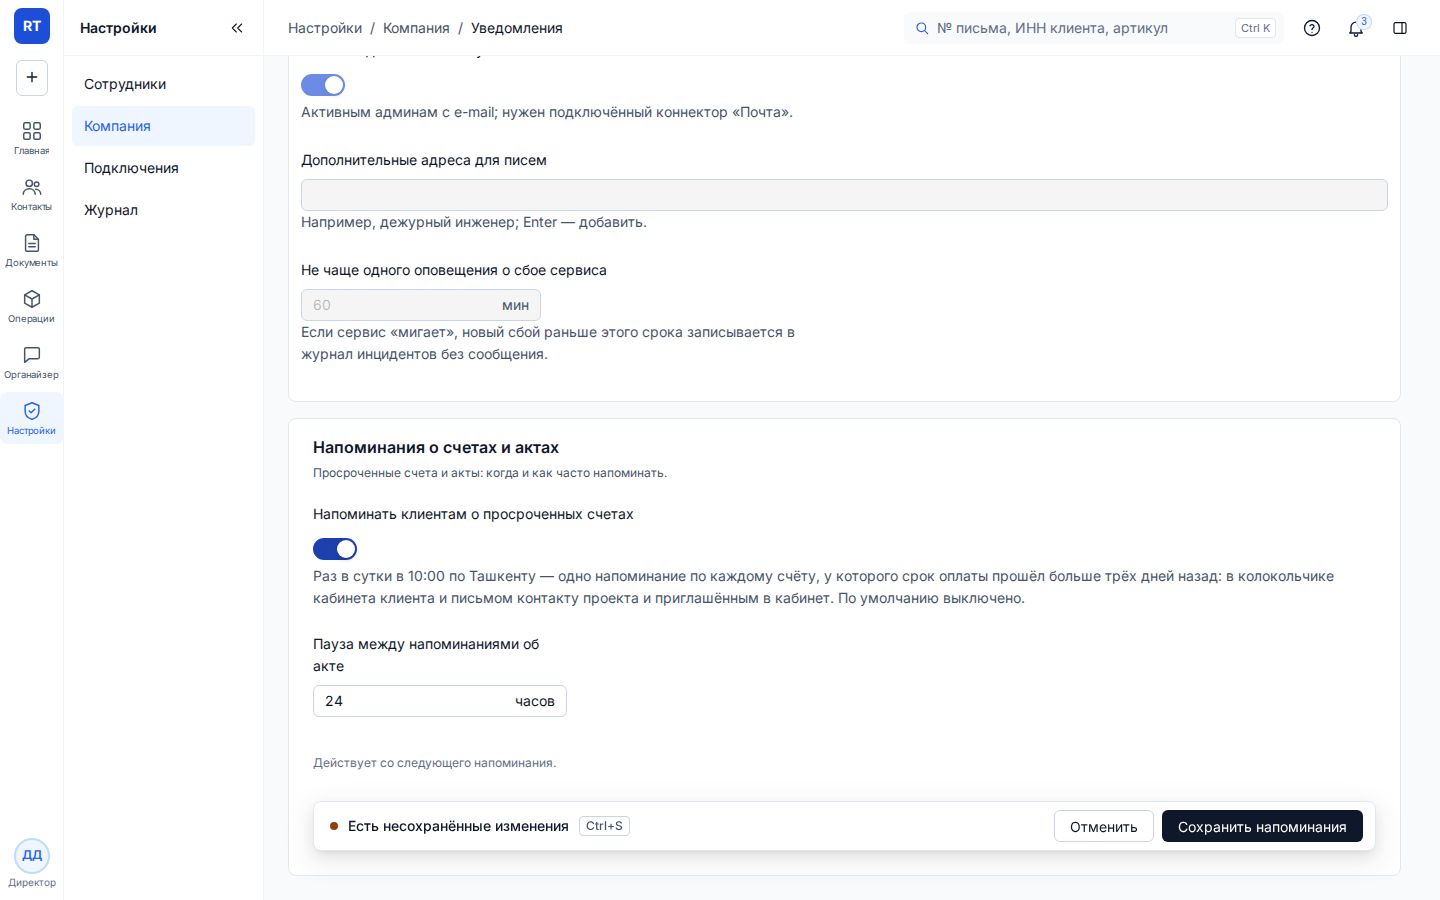 RT
Настройки
Настройки / Компания / Уведомления
№ письма, ИНН клиента, артикул
Ctrl K
3
Главная
Контакты
Документы
Операции
Органайзер
Настройки
ДД
Директор
Сотрудники
Компания
Подключения
Журнал
Активным админам с e-mail; нужен подключённый коннектор «Почта».
Дополнительные адреса для писем
Например, дежурный инженер; Enter — добавить.
Не чаще одного оповещения о сбое сервиса
60 мин
Если сервис «мигает», новый сбой раньше этого срока записывается в
журнал инцидентов без сообщения.
Напоминания о счетах и актах
Просроченные счета и акты: когда и как часто напоминать.
Напоминать клиентам о просроченных счетах
Раз в сутки в 10:00 по Ташкенту — одно напоминание по каждому счёту, у которого срок оплаты прошёл больше трёх дней назад: в колокольчике
кабинета клиента и письмом контакту проекта и приглашённым в кабинет. По умолчанию выключено.
Пауза между напоминаниями об
акте
24 часов
Действует со следующего напоминания.
Есть несохранённые изменения Ctrl+S
Отменить
Сохранить напоминания